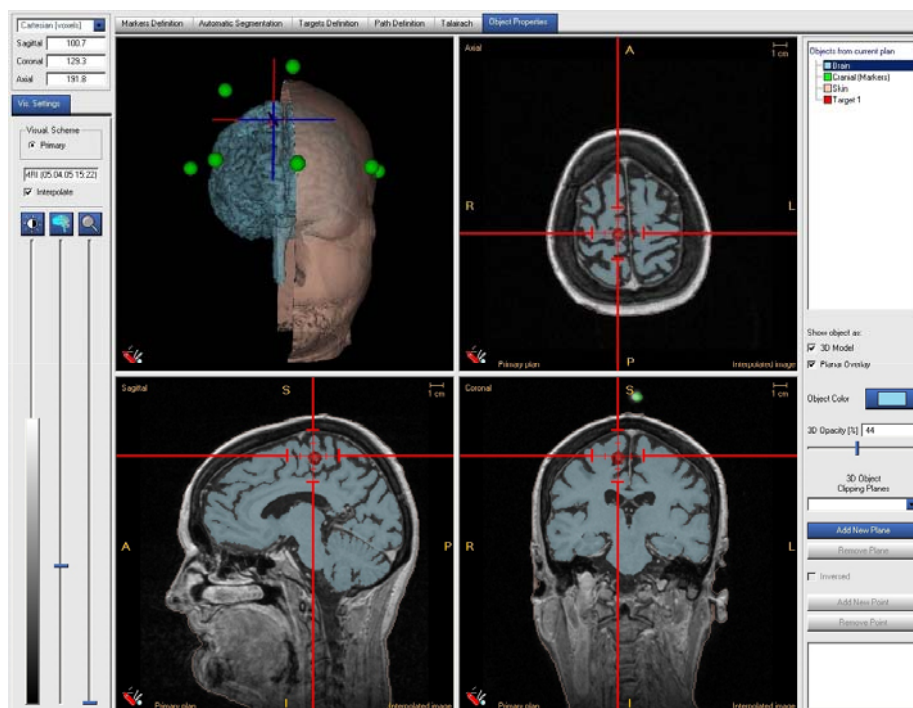 Cartesian [voxels]
Sagittal 100.7
Coronal 129.3
Axial 191.8
Vis. Settings
Visual. Scheme
Primary
MRI (05.04.05 15:22)
Interpolate
Markers Definition Automatic Segmentation Targets Definition Path Definition Talairach Object Properties
Axial A 1 cm
R L
P
Primary plan Interpolated image
Sagittal S 1 cm
A P
I
Primary plan Interpolated image
Coronal S 1 cm
R L
I
Primary plan Interpolated image
Objects from current plan
Brain
Cranial (Markers)
Skin
Target 1
Show object as:
3D Model
Planar Overlay
Object Color
3D Opacity [%] 44
3D Object
Clipping Planes
Add New Plane
Remove Plane
Inversed
Add New Point
Remove Point